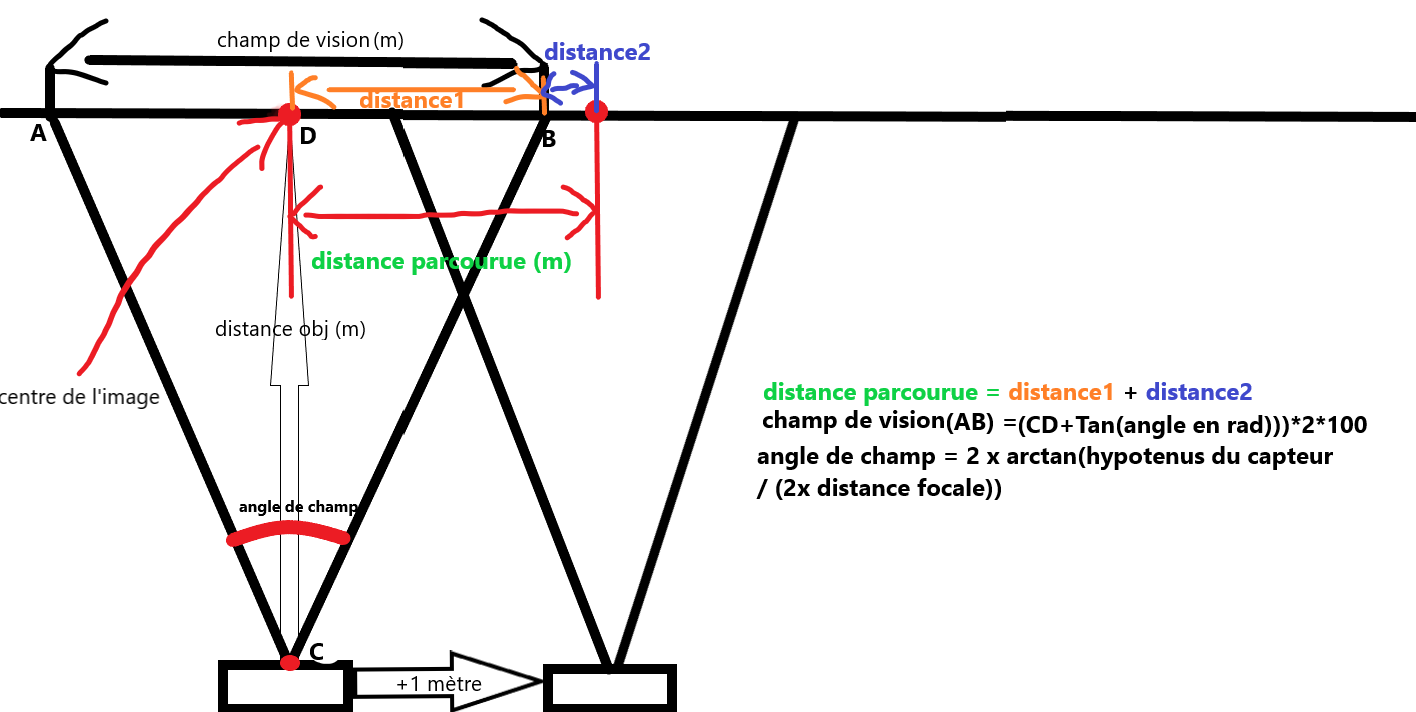 champ de vision (m)
distance2
distance1
A
D
B
distance parcourue (m)
distance obj (m)
centre de l'image
distance parcourue = distance1 + distance2
champ de vision(AB) =(CD+Tan(angle en rad)))*2*100
angle de champ = 2 x arctan(hypotenus du capteur
/ (2x distance focale))
angle de champ
C
+1 mètre